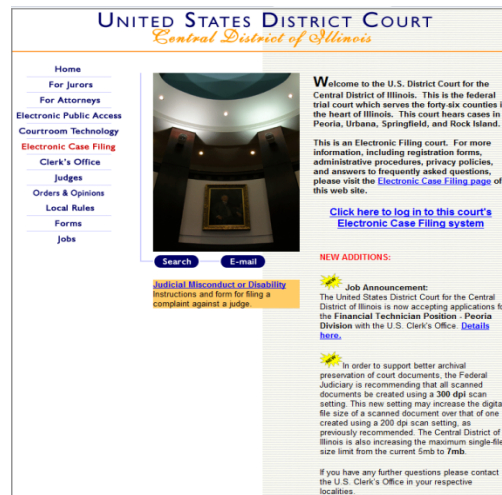 UNITED STATES DISTRICT COURT
Central District of Illinois
Home
For Jurors
For Attorneys
Electronic Public Access
Courtroom Technology
Electronic Case Filing
Clerk's Office
Judges
Orders & Opinions
Local Rules
Forms
Jobs
Search
E-mail
Judicial Misconduct or Disability
Instructions and form for filing a
complaint against a judge.
Welcome to the U.S. District Court for the
Central District of Illinois. This is the federal
trial court which serves the forty-six counties i
the heart of Illinois. This court hears cases in
Peoria, Urbana, Springfield, and Rock Island.
This is an Electronic Filing court. For more
information, including registration forms,
administrative procedures, privacy policies,
and answers to frequently asked questions,
please visit the Electronic Case Filing page of
this web site.
Click here to log in to this court's
Electronic Case Filing system
NEW ADDITIONS:
NEW Job Announcement:
The United States District Court for the Central
District of Illinois is now accepting applications fo
the Financial Technician Position - Peoria
Division with the U.S. Clerk's Office. Details
here.
NEW In order to support better archival
preservation of court documents, the Federal
Judiciary is recommending that all scanned
documents be created using a 300 dpi scan
setting. This new setting may increase the digita
file size of a scanned document over that of one
created using a 200 dpi scan setting, as
previously recommended. The Central District of
Illinois is also increasing the maximum single-file
size limit from the current 5mb to 7mb.
If you have any further questions please contact
the U.S. Clerk's Office in your respective
localities.